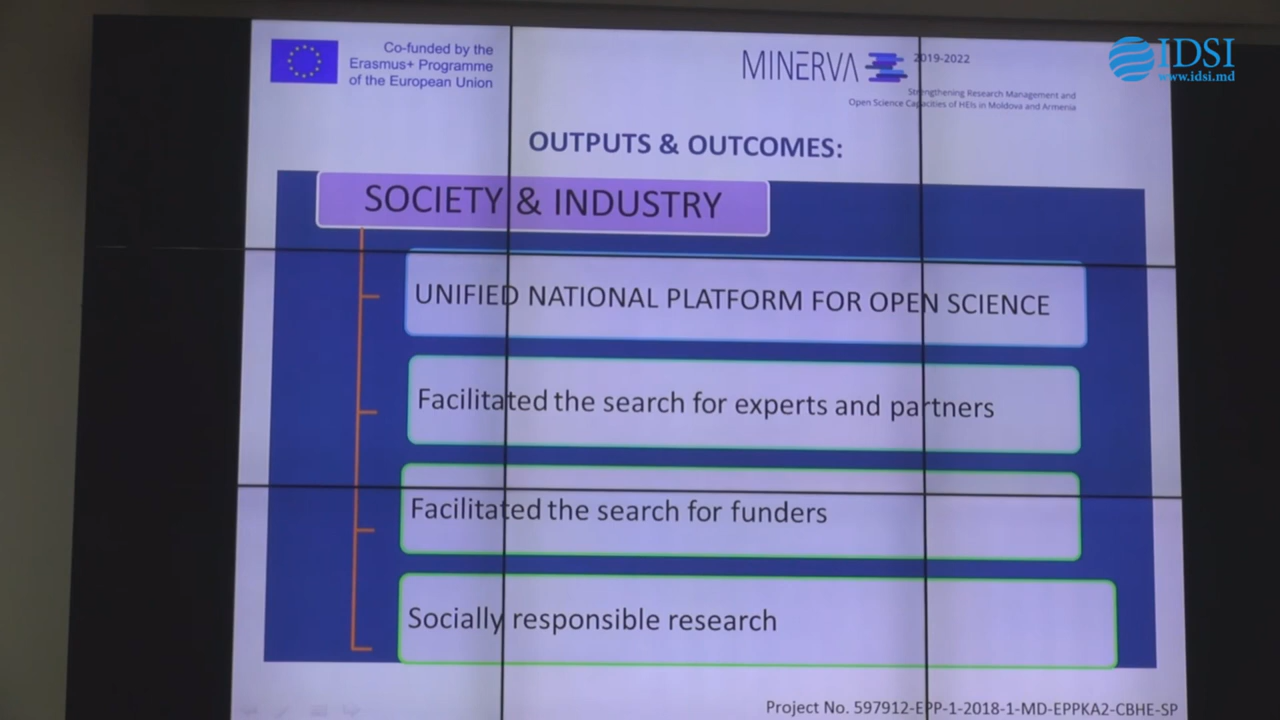 Co-funded by the
Erasmus+ Programme
of the European Union
MINERVA
2019-2022
Strengthening Research Management and
Open Science Capacities of HEIs in Moldova and Armenia
IDSI
www.idsi.md
OUTPUTS & OUTCOMES:
SOCIETY & INDUSTRY
UNIFIED NATIONAL PLATFORM FOR OPEN SCIENCE
Facilitated the search for experts and partners
Facilitated the search for funders
Socially responsible research
Project No. 597912-EPP-1-2018-1-MD-EPPKA2-CBHE-SP